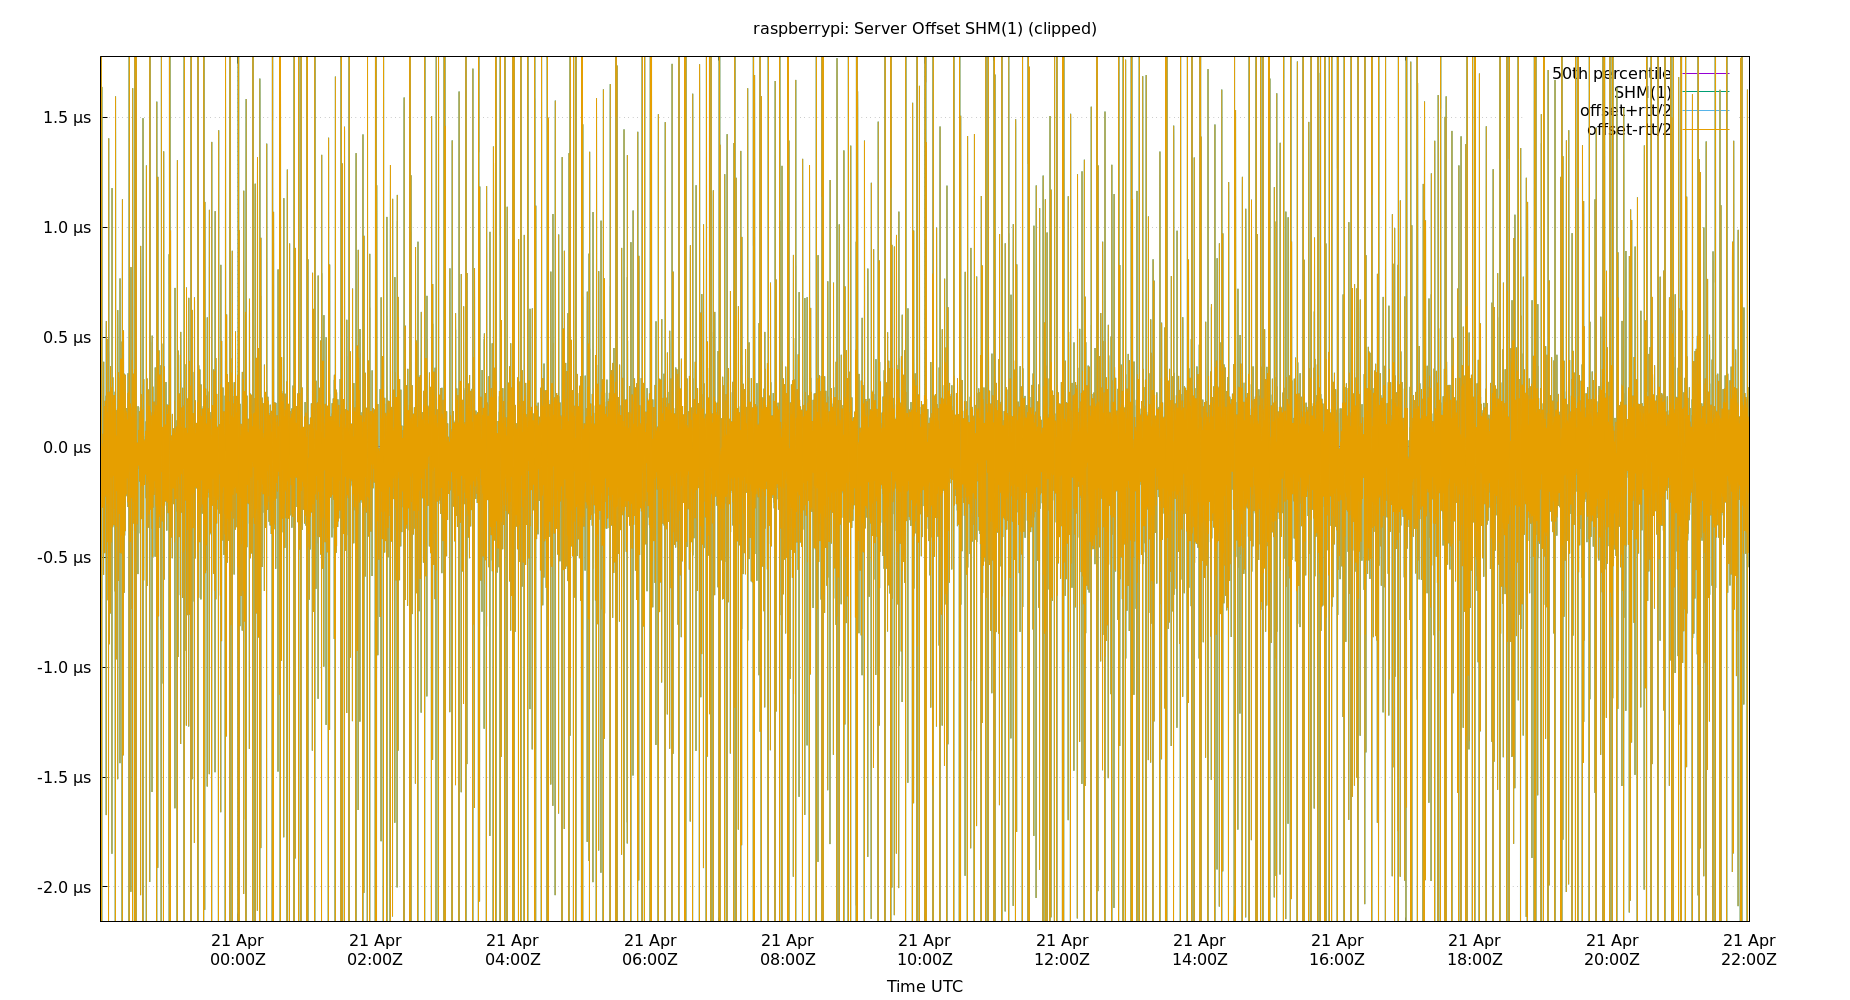 raspberrypi: Server Offset SHM(1) (clipped)
50th percentile
SHM(1)
offset+rtt/2
offset-rtt/2
1.5 µs
1.0 µs
0.5 µs
0.0 µs
-0.5 µs
-1.0 µs
-1.5 µs
-2.0 µs
21 Apr 21 Apr 21 Apr 21 Apr 21 Apr 21 Apr 21 Apr 21 Apr 21 Apr 21 Apr 21 Apr 21 Apr
00:00Z 02:00Z 04:00Z 06:00Z 08:00Z 10:00Z 12:00Z 14:00Z 16:00Z 18:00Z 20:00Z 22:00Z
Time UTC